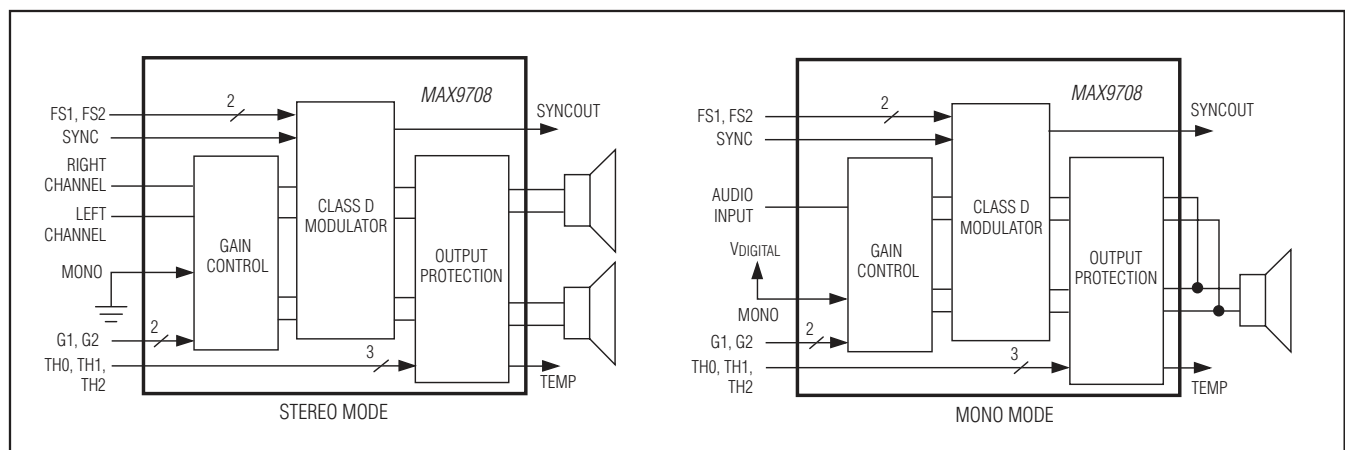 MAX9708
FS1, FS2
2
SYNC
SYNCOUT
RIGHT
CHANNEL
LEFT
CHANNEL
GAIN
CONTROL
CLASS D
MODULATOR
OUTPUT
PROTECTION
MONO
G1, G2
2
TH0, TH1,
TH2
3
TEMP
STEREO MODE
MAX9708
FS1, FS2
2
SYNC
SYNCOUT
AUDIO
INPUT
CLASS D
MODULATOR
GAIN
CONTROL
OUTPUT
PROTECTION
VDIGITAL
MONO
G1, G2
2
TH0, TH1,
TH2
3
TEMP
MONO MODE